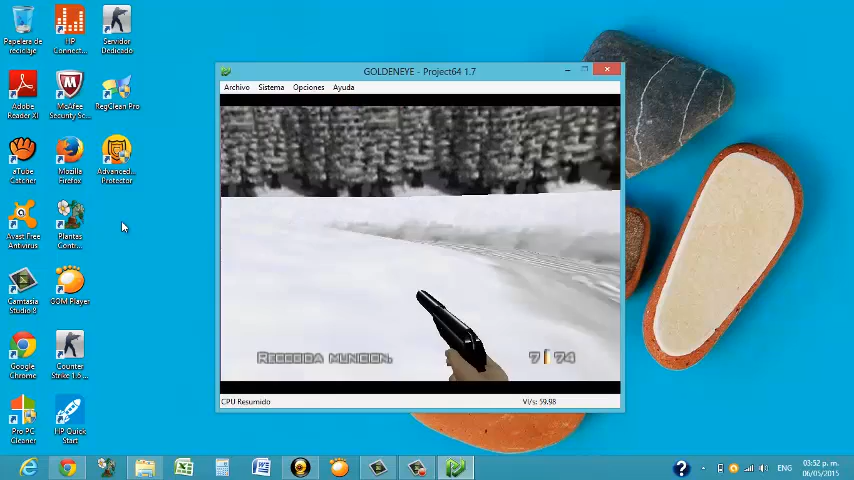 Papelera de
reciclaje
HP
Connect...
Servidor
Dedicado
Adobe
Reader XI
McAfee
Security Se...
RegClean Pro
aTube
Catcher
Mozilla
Firefox
Advanced...
Protector
Avast Free
Antivirus
Plantas
Contr...
Camtasia
Studio 8
GOM Player
Google
Chrome
Counter
Strike 1.6 ...
Pro PC
Cleaner
HP Quick
Start
GOLDENEYE - Project64 1.7
Archivo Sistema Opciones Ayuda
Recogida municion.
7 74
CPU Resumido
VI/s: 59.98
ENG
03:52 p. m.
06/05/2015